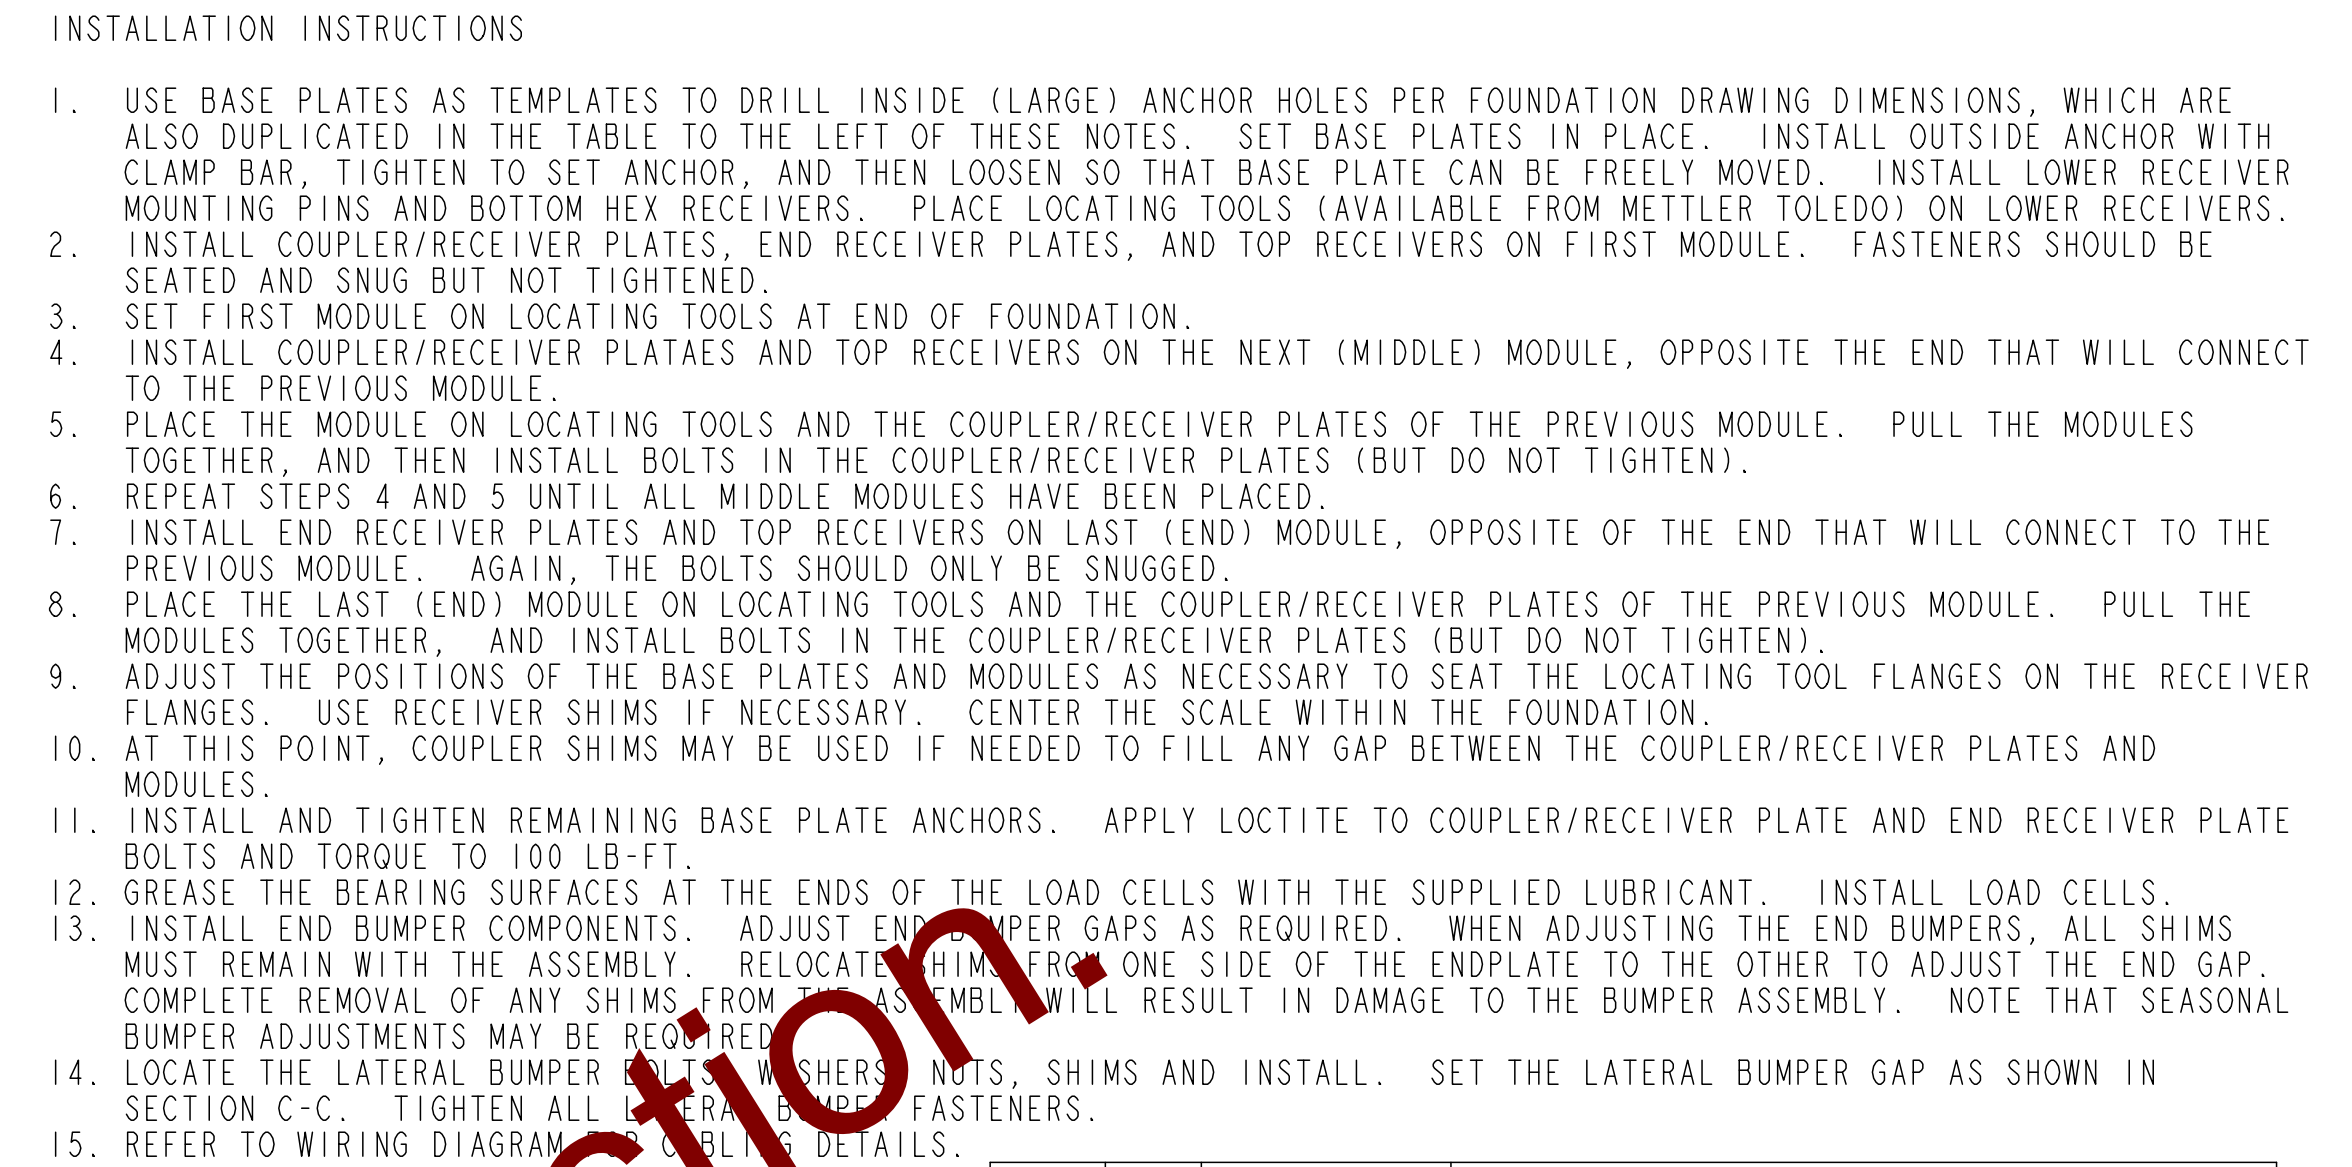 INSTALLATION INSTRUCTIONS
1. USE BASE PLATES AS TEMPLATES TO DRILL INSIDE (LARGE) ANCHOR HOLES PER FOUNDATION DRAWING DIMENSIONS, WHICH ARE
ALSO DUPLICATED IN THE TABLE TO THE LEFT OF THESE NOTES. SET BASE PLATES IN PLACE. INSTALL OUTSIDE ANCHOR WITH
CLAMP BAR, TIGHTEN TO SET ANCHOR, AND THEN LOOSEN SO THAT BASE PLATE CAN BE FREELY MOVED. INSTALL LOWER RECEIVER
MOUNTING PINS AND BOTTOM HEX RECEIVERS. PLACE LOCATING TOOLS (AVAILABLE FROM METTLER TOLEDO) ON LOWER RECEIVERS.
2. INSTALL COUPLER/RECEIVER PLATES, END RECEIVER PLATES, AND TOP RECEIVERS ON FIRST MODULE. FASTENERS SHOULD BE
SEATED AND SNUG BUT NOT TIGHTENED.
3. SET FIRST MODULE ON LOCATING TOOLS AT END OF FOUNDATION.
4. INSTALL COUPLER/RECEIVER PLATAES AND TOP RECEIVERS ON THE NEXT (MIDDLE) MODULE, OPPOSITE THE END THAT WILL CONNECT
TO THE PREVIOUS MODULE.
5. PLACE THE MODULE ON LOCATING TOOLS AND THE COUPLER/RECEIVER PLATES OF THE PREVIOUS MODULE. PULL THE MODULES
TOGETHER, AND THEN INSTALL BOLTS IN THE COUPLER/RECEIVER PLATES (BUT DO NOT TIGHTEN).
6. REPEAT STEPS 4 AND 5 UNTIL ALL MIDDLE MODULES HAVE BEEN PLACED.
7. INSTALL END RECEIVER PLATES AND TOP RECEIVERS ON LAST (END) MODULE, OPPOSITE OF THE END THAT WILL CONNECT TO THE
PREVIOUS MODULE. AGAIN, THE BOLTS SHOULD ONLY BE SNUGGED.
8. PLACE THE LAST (END) MODULE ON LOCATING TOOLS AND THE COUPLER/RECEIVER PLATES OF THE PREVIOUS MODULE. PULL THE
MODULES TOGETHER, AND INSTALL BOLTS IN THE COUPLER/RECEIVER PLATES (BUT DO NOT TIGHTEN).
9. ADJUST THE POSITIONS OF THE BASE PLATES AND MODULES AS NECESSARY TO SEAT THE LOCATING TOOL FLANGES ON THE RECEIVER
FLANGES. USE RECEIVER SHIMS IF NECESSARY. CENTER THE SCALE WITHIN THE FOUNDATION.
10. AT THIS POINT, COUPLER SHIMS MAY BE USED IF NEEDED TO FILL ANY GAP BETWEEN THE COUPLER/RECEIVER PLATES AND
MODULES.
11. INSTALL AND TIGHTEN REMAINING BASE PLATE ANCHORS. APPLY LOCTITE TO COUPLER/RECEIVER PLATE AND END RECEIVER PLATE
BOLTS AND TORQUE TO 100 LB-FT.
12. GREASE THE BEARING SURFACES AT THE ENDS OF THE LOAD CELLS WITH THE SUPPLIED LUBRICANT. INSTALL LOAD CELLS.
13. INSTALL END BUMPER COMPONENTS. ADJUST END BUMPER GAPS AS REQUIRED. WHEN ADJUSTING THE END BUMPERS, ALL SHIMS
MUST REMAIN WITH THE ASSEMBLY. RELOCATE SHIMS FROM ONE SIDE OF THE ENDPLATE TO THE OTHER TO ADJUST THE END GAP.
COMPLETE REMOVAL OF ANY SHIMS FROM THE ASSEMBLY WILL RESULT IN DAMAGE TO THE BUMPER ASSEMBLY. NOTE THAT SEASONAL
BUMPER ADJUSTMENTS MAY BE REQUIRED
14. LOCATE THE LATERAL BUMPER BOLTS, WASHERS, NUTS, SHIMS AND INSTALL. SET THE LATERAL BUMPER GAP AS SHOWN IN
SECTION C-C. TIGHTEN ALL LATERAL BUMPER FASTENERS.
15. REFER TO WIRING DIAGRAM FOR CABLING DETAILS.
ction.